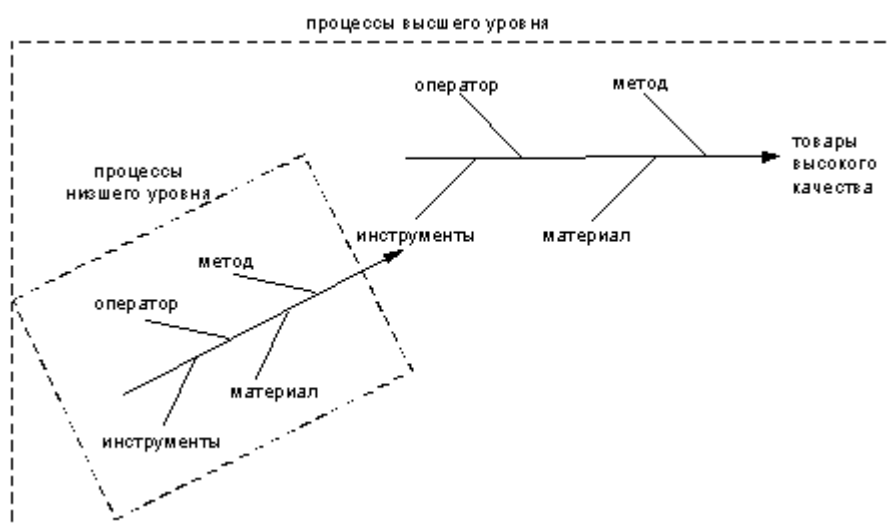 процессы высшего уровня
оператор
метод
товары
высокого
качества
процессы
низшего уровня
инструменты
материал
метод
оператор
материал
инструменты